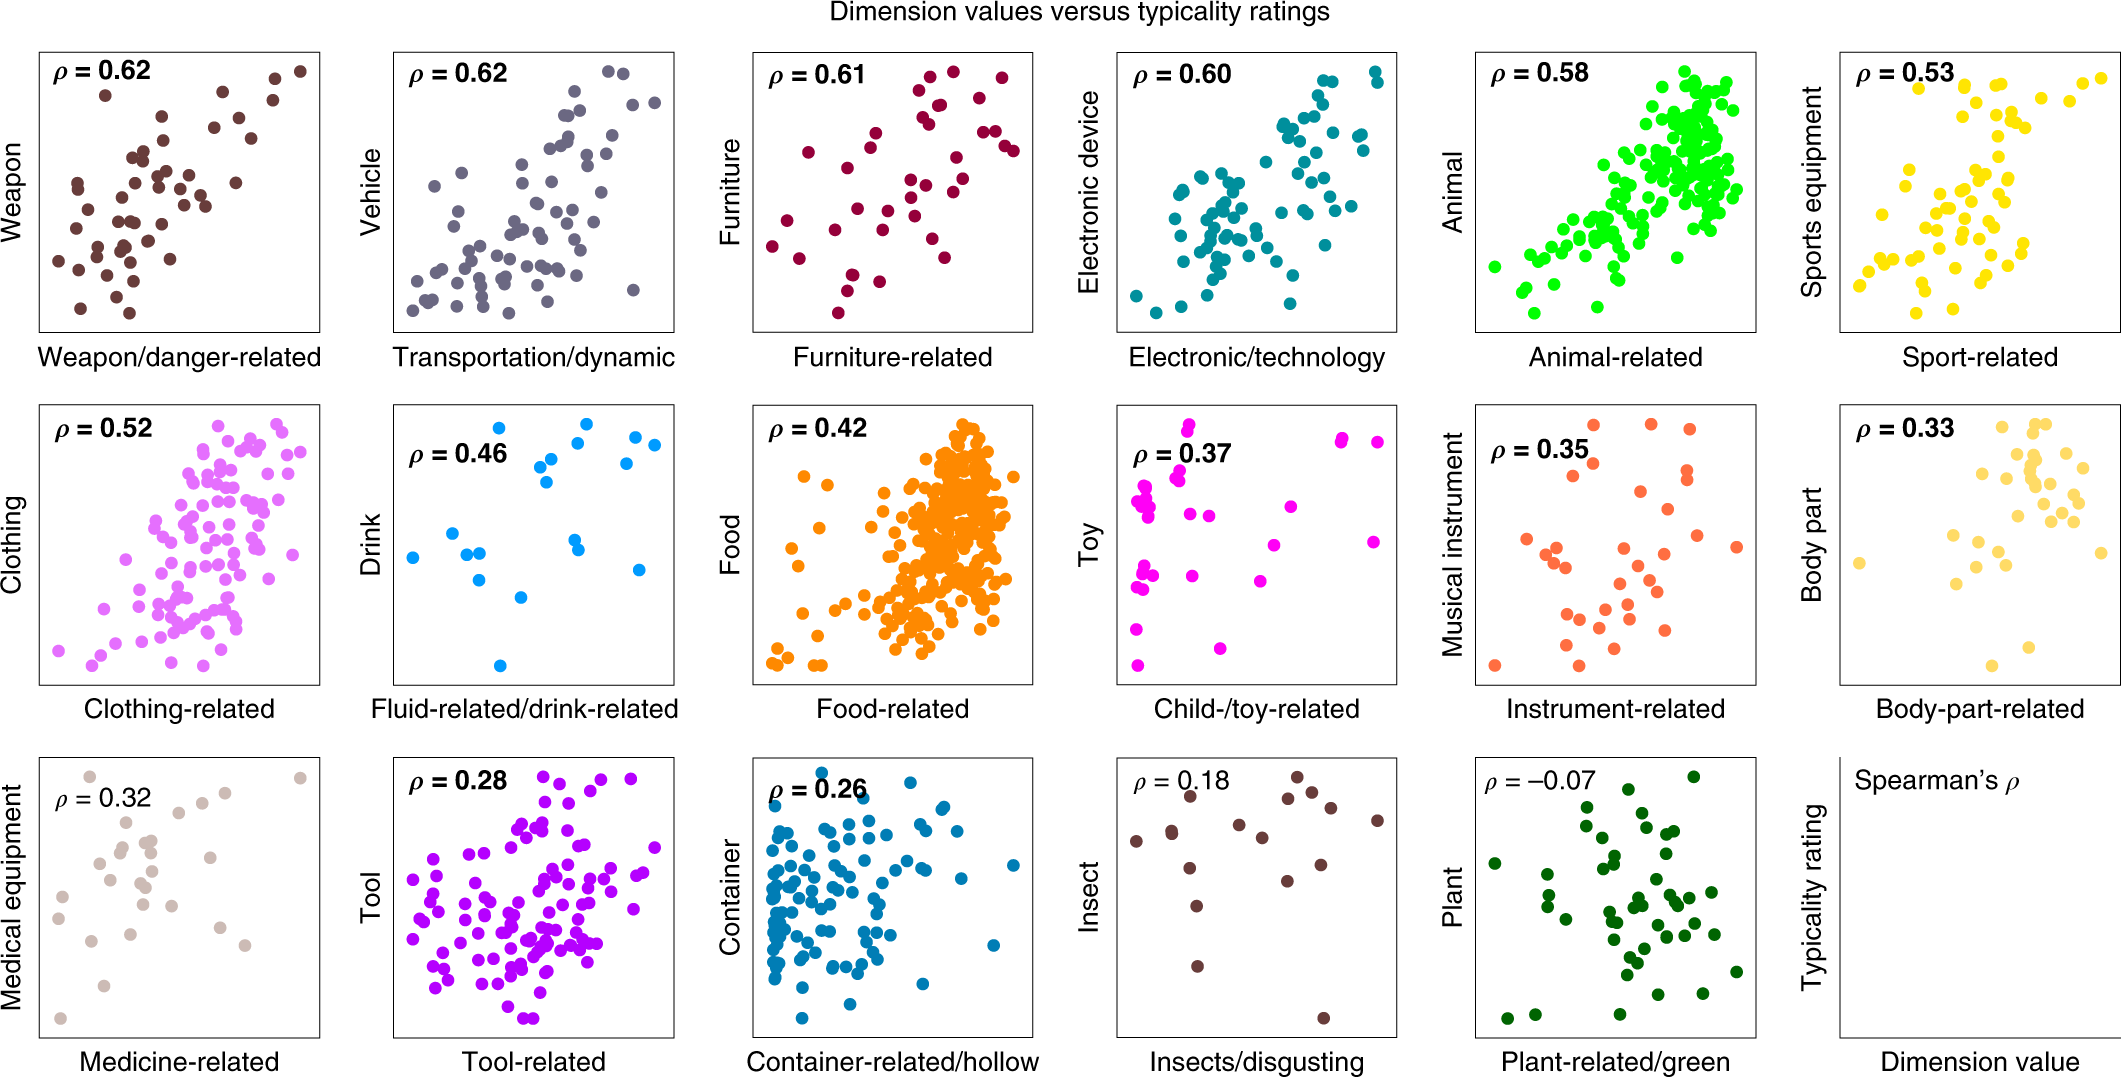 Dimension values versus typicality ratings
ρ = 0.62
Weapon
Weapon/danger-related
ρ = 0.62
Vehicle
Transportation/dynamic
ρ = 0.61
Furniture
Furniture-related
ρ = 0.60
Electronic device
Electronic/technology
ρ = 0.58
Animal
Animal-related
ρ = 0.53
Sports equipment
Sport-related
ρ = 0.52
Clothing
Clothing-related
ρ = 0.46
Drink
Fluid-related/drink-related
ρ = 0.42
Food
Food-related
ρ = 0.37
Toy
Child-/toy-related
ρ = 0.35
Musical instrument
Instrument-related
ρ = 0.33
Body part
Body-part-related
ρ = 0.32
Medical equipment
Medicine-related
ρ = 0.28
Tool
Tool-related
ρ = 0.26
Container
Container-related/hollow
ρ = 0.18
Insect
Insects/disgusting
ρ = –0.07
Plant
Plant-related/green
Spearman’s ρ
Typicality rating
Dimension value